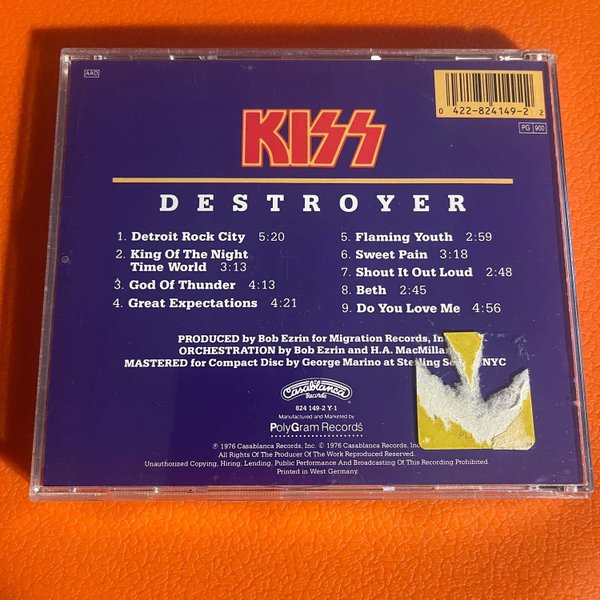 AAD
0 422-824149-2 2
PG 900
KISS
DESTROYER
1. Detroit Rock City 5:20
2. King Of The Night
Time World 3:13
3. God Of Thunder 4:13
4. Great Expectations 4:21
5. Flaming Youth 2:59
6. Sweet Pain 3:18
7. Shout It Out Loud 2:48
8. Beth 2:45
9. Do You Love Me 4:56
PRODUCED by Bob Ezrin for Migration Records, In
ORCHESTRATION by Bob Ezrin and H.A. MacMilla
MASTERED for Compact Disc by George Marino at Sterling NYC
Casablanca
Records
824 149-2 Y-1
Manufactured and Marketed by
PolyGram Records
℗ 1976 Casablanca Records, Inc. © 1976 Casablanca Records, Inc
All Rights Of The Producer Of The Work Reproduced Reserved.
Unauthorized Copying, Hiring, Lending, Public Performance And Broadcasting Of This Recording Prohibited.
Printed in West Germany.